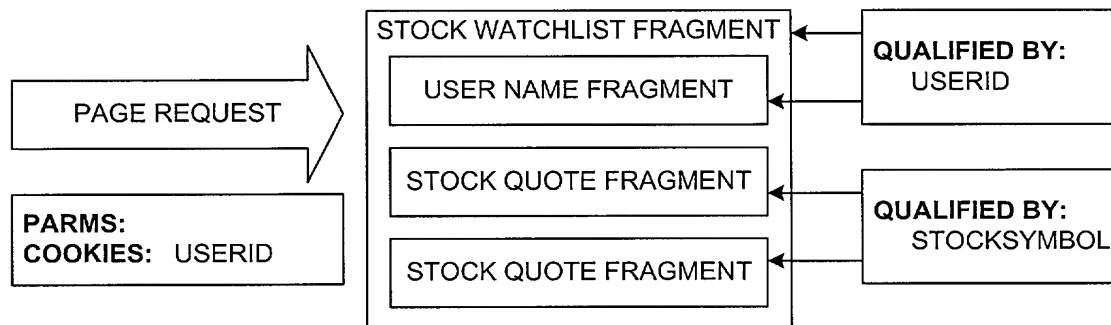 PAGE REQUEST
PARMS:
COOKIES: USERID
STOCK WATCHLIST FRAGMENT
USER NAME FRAGMENT
STOCK QUOTE FRAGMENT
STOCK QUOTE FRAGMENT
QUALIFIED BY:
USERID
QUALIFIED BY:
STOCKSYMBOL